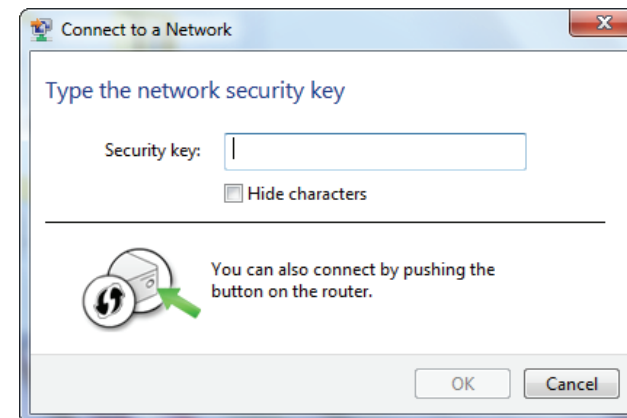 Connect to a Network
Type the network security key
Security key:
Hide characters
You can also connect by pushing the
button on the router.
OK
Cancel